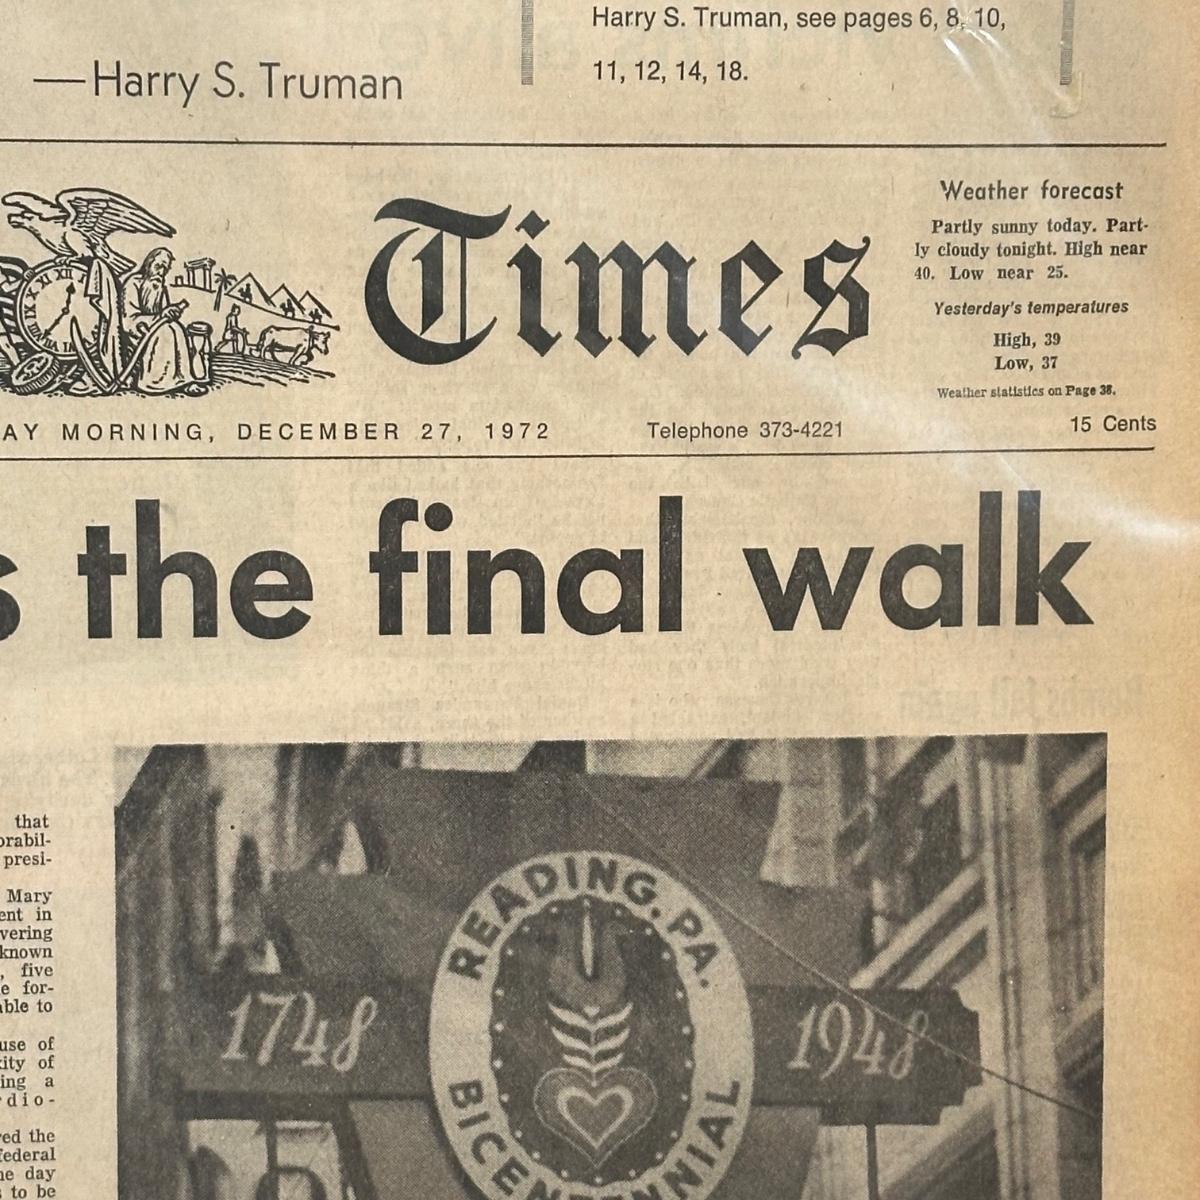 Harry S. Truman, see pages 6, 8, 10,
11, 12, 14, 18.
—Harry S. Truman
Times
Weather forecast
Partly sunny today. Part-
ly cloudy tonight. High near
40. Low near 25.
Yesterday's temperatures
High, 39
Low, 37
Weather statistics on Page 38.
AY MORNING, DECEMBER 27, 1972
Telephone 373-4221
15 Cents
s the final walk
that
orabil-
presi-
Mary
ent in
vering
known
, five
e for-
able to
use of
ity of
ing a
dio-
red the
federal
ne day
s to be
READING, PA.
1748
1948
BICENTENNIAL